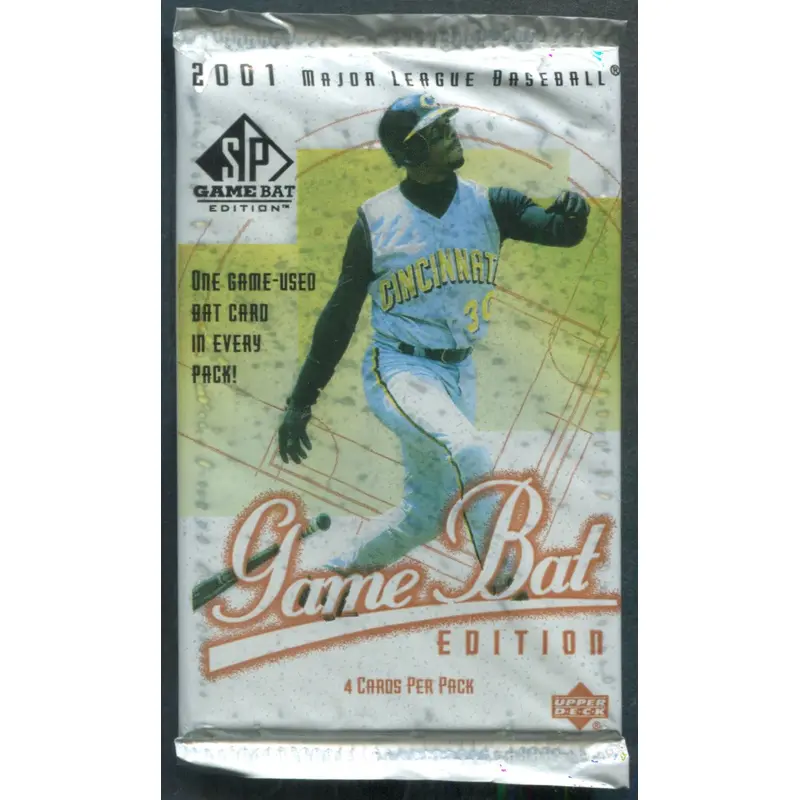 2001 MAJOR LEAGUE BASEBALL®
SP
GAME BAT
EDITION™
ONE GAME-USED
BAT CARD
IN EVERY
PACK!
C
CINCINNATI
30
Game Bat
EDITION
4 CARDS PER PACK
UPPER
DECK
®